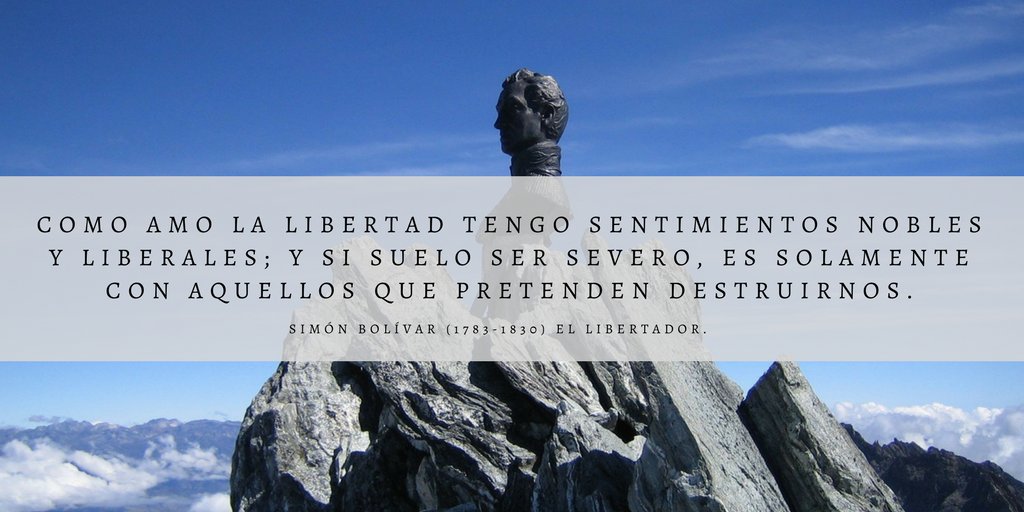 COMO AMO LA LIBERTAD TENGO SENTIMIENTOS NOBLES
Y LIBERALES; Y SI SUELO SER SEVERO, ES SOLAMENTE
CON AQUELLOS QUE PRETENDEN DESTRUIRNOS.
SIMÓN BOLÍVAR (1783-1830) EL LIBERTADOR.